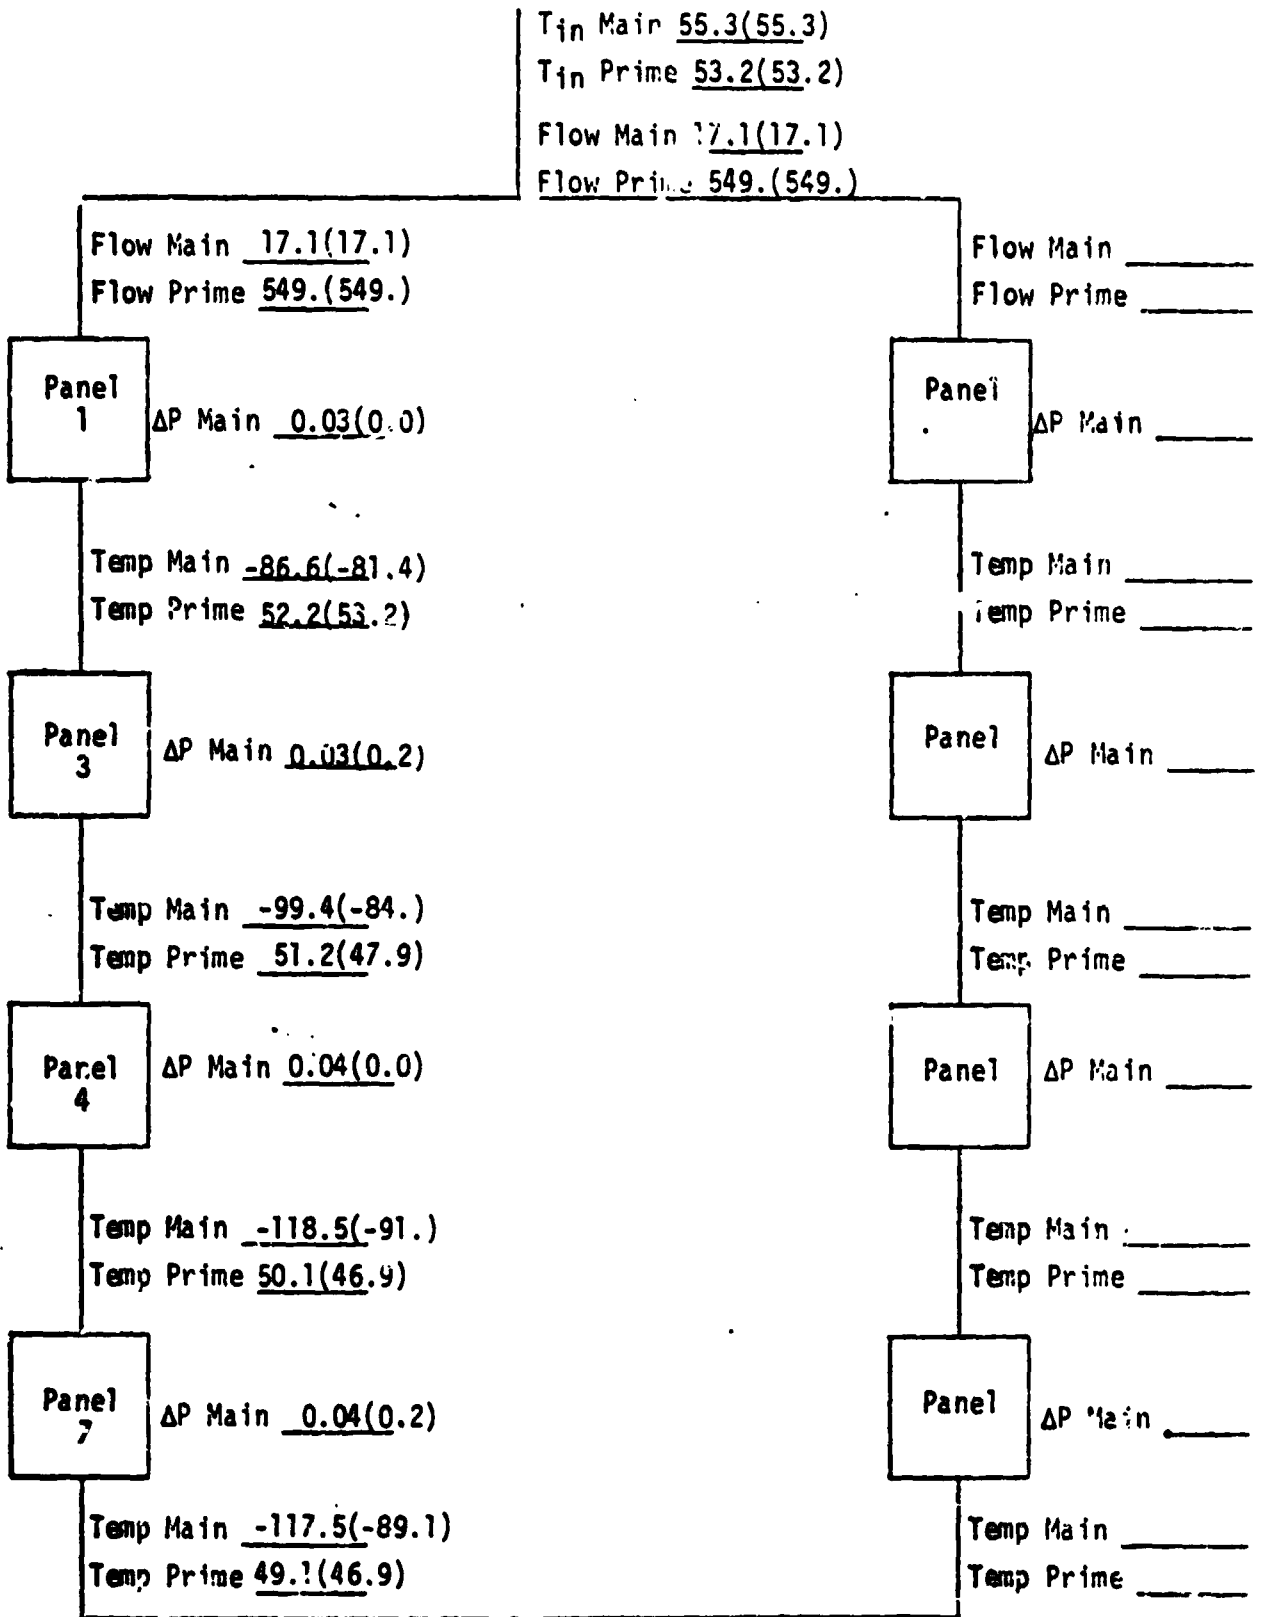 Tin Main 55.3(55.3)
Tin Prime 53.2(53.2)
Flow Main 17.1(17.1)
Flow Prime 549.(549.)
Flow Main 17.1(17.1)
Flow Prime 549.(549.)
Flow Main
Flow Prime
Panel
1
ΔP Main 0.03(0.0)
Panel
ΔP Main
Temp Main -86.6(-81.4)
Temp Prime 52.2(53.2)
Temp Main
Temp Prime
Panel
3
ΔP Main 0.03(0.2)
Panel
ΔP Main
Temp Main -99.4(-84.)
Temp Prime 51.2(47.9)
Temp Main
Temp Prime
Panel
4
ΔP Main 0.04(0.0)
Panel
ΔP Main
Temp Main -118.5(-91.)
Temp Prime 50.1(46.9)
Temp Main
Temp Prime
Panel
7
ΔP Main 0.04(0.2)
Panel
ΔP Main
Temp Main -117.5(-89.1)
Temp Prime 49.1(46.9)
Temp Main
Temp Prime